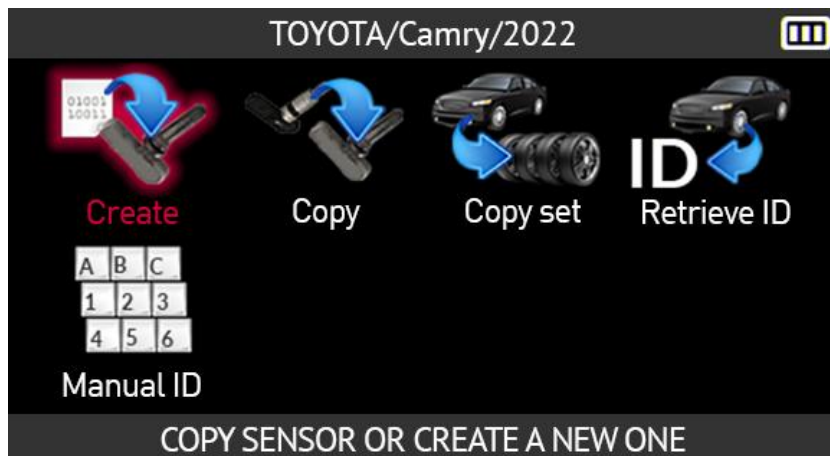 TOYOTA/Camry/2022
01001
10011
ID
Create
Copy
Copy set
Retrieve ID
A B C
1 2 3
4 5 6
Manual ID
COPY SENSOR OR CREATE A NEW ONE